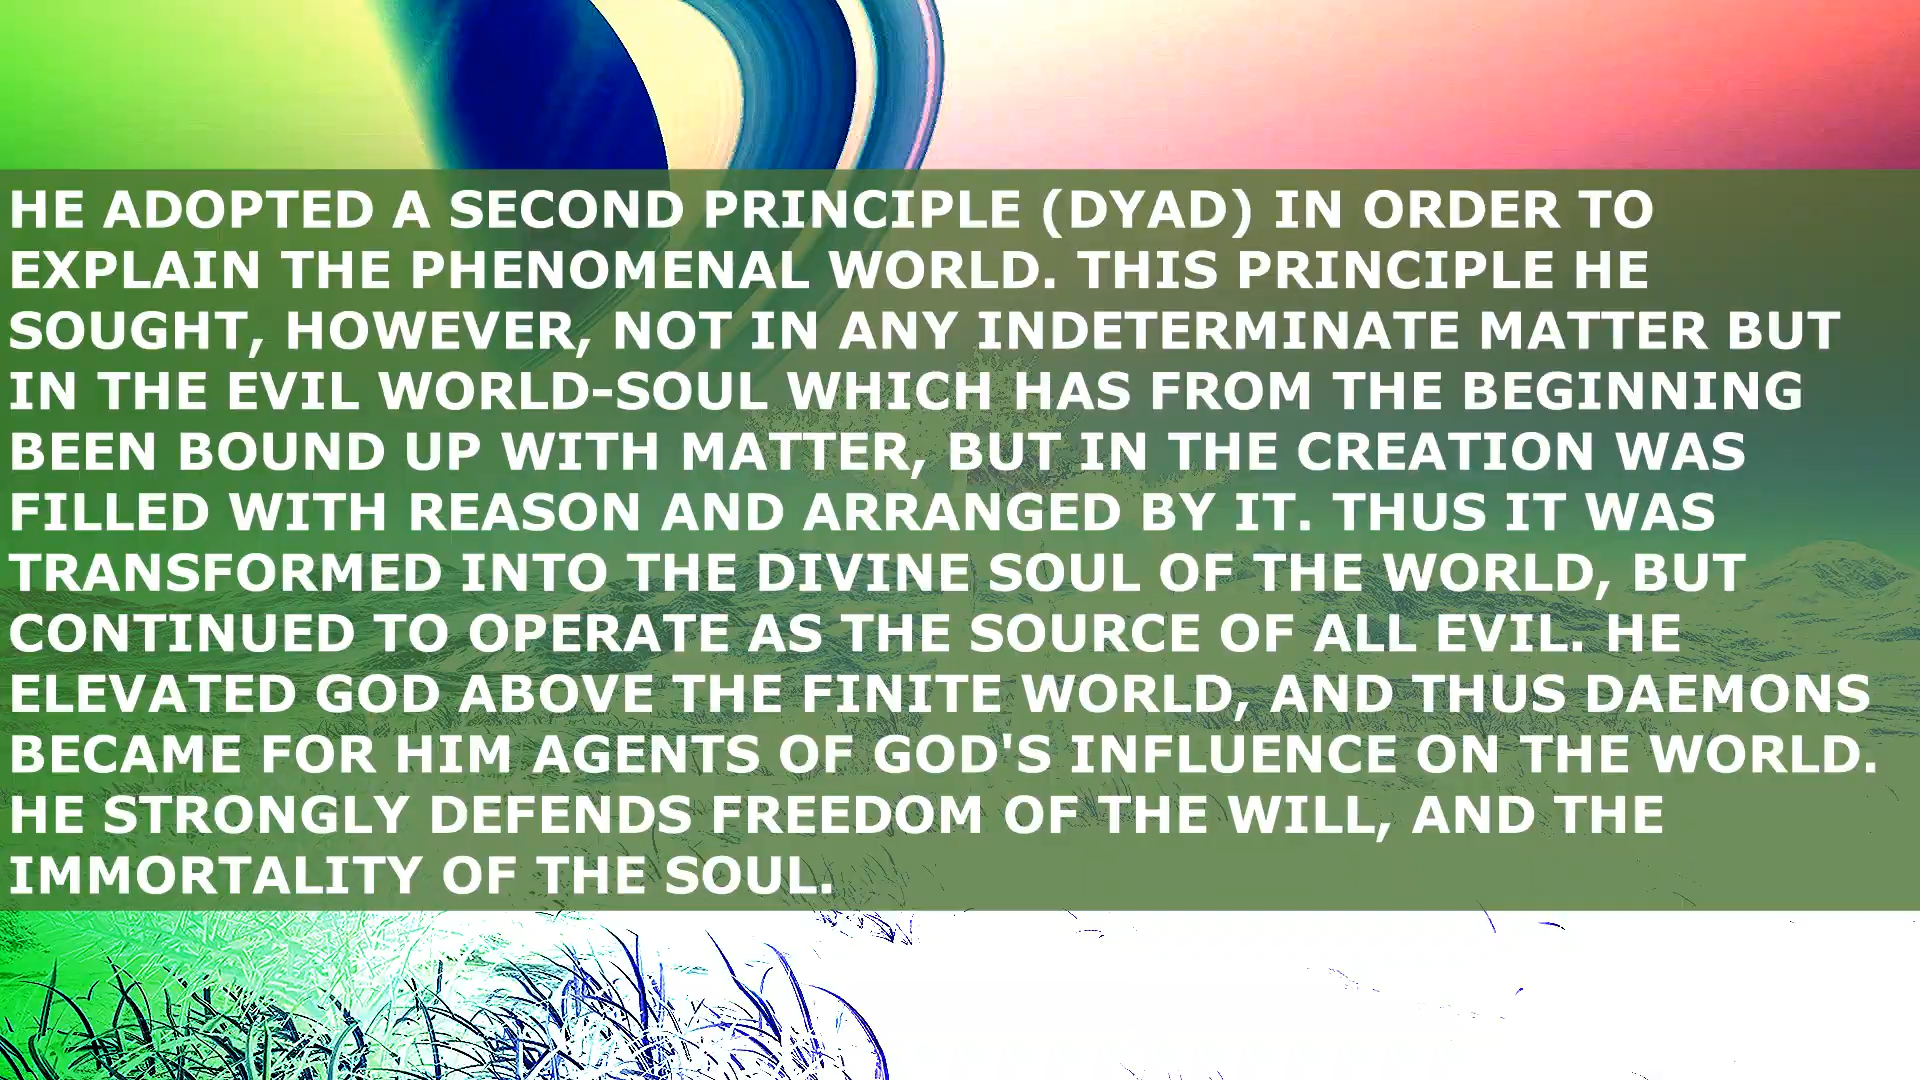 HE ADOPTED A SECOND PRINCIPLE (DYAD) IN ORDER TO
EXPLAIN THE PHENOMENAL WORLD. THIS PRINCIPLE HE
SOUGHT, HOWEVER, NOT IN ANY INDETERMINATE MATTER BUT
IN THE EVIL WORLD-SOUL WHICH HAS FROM THE BEGINNING
BEEN BOUND UP WITH MATTER, BUT IN THE CREATION WAS
FILLED WITH REASON AND ARRANGED BY IT. THUS IT WAS
TRANSFORMED INTO THE DIVINE SOUL OF THE WORLD, BUT
CONTINUED TO OPERATE AS THE SOURCE OF ALL EVIL. HE
ELEVATED GOD ABOVE THE FINITE WORLD, AND THUS DAEMONS
BECAME FOR HIM AGENTS OF GOD'S INFLUENCE ON THE WORLD.
HE STRONGLY DEFENDS FREEDOM OF THE WILL, AND THE
IMMORTALITY OF THE SOUL.